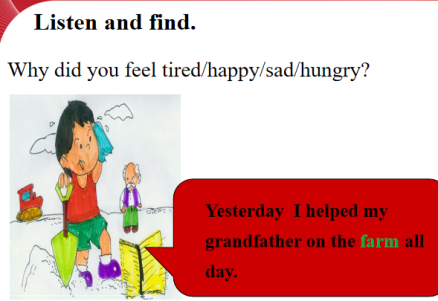 Listen and find.
Why did you feel tired/happy/sad/hungry?
Yesterday I helped my
grandfather on the farm all
day.